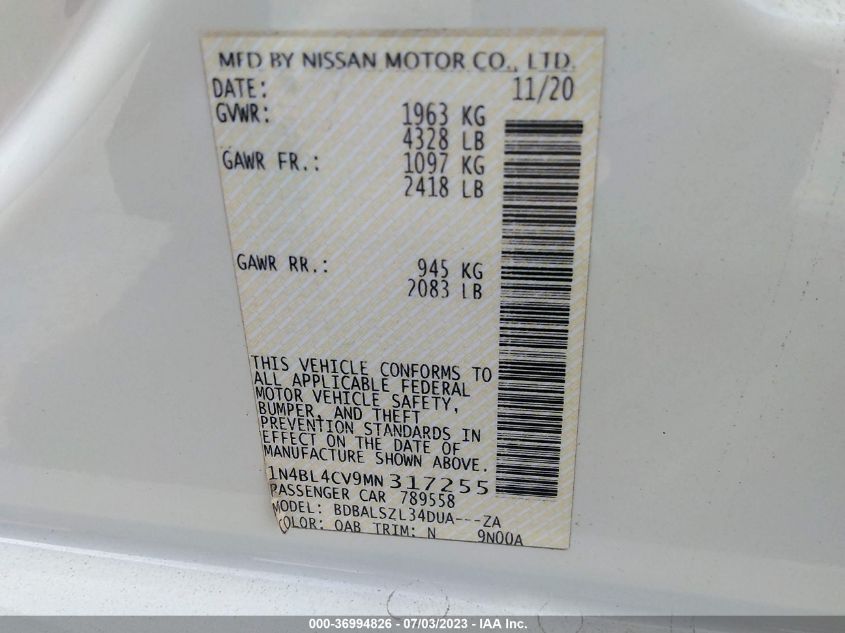 MFD BY NISSAN MOTOR CO., LTD.
DATE: 11/20
GVWR: 1963 KG
4328 LB
GAWR FR.: 1097 KG
2418 LB
GAWR RR.: 945 KG
2083 LB
THIS VEHICLE CONFORMS TO
ALL APPLICABLE FEDERAL
MOTOR VEHICLE SAFETY,
BUMPER, AND THEFT
PREVENTION STANDARDS IN
EFFECT ON THE DATE OF
MANUFACTURE SHOWN ABOVE.
1N4BL4CV9MN317255
PASSENGER CAR 789558
MODEL: BDBALSZL34DUA---ZA
COLOR: QAB TRIM: N 9N00A
000-36994826 - 07/03/2023 - IAA Inc.